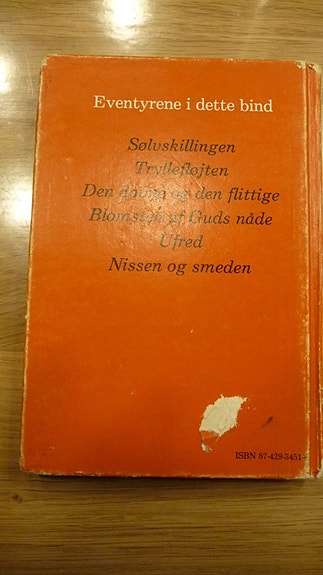 Eventyrene i dette bind
Sølvskillingen
Tryllefløjten
Den dovne og den flittige
Blomsten af Guds nåde
Ufred
Nissen og smeden
ISBN 87-429-3451-